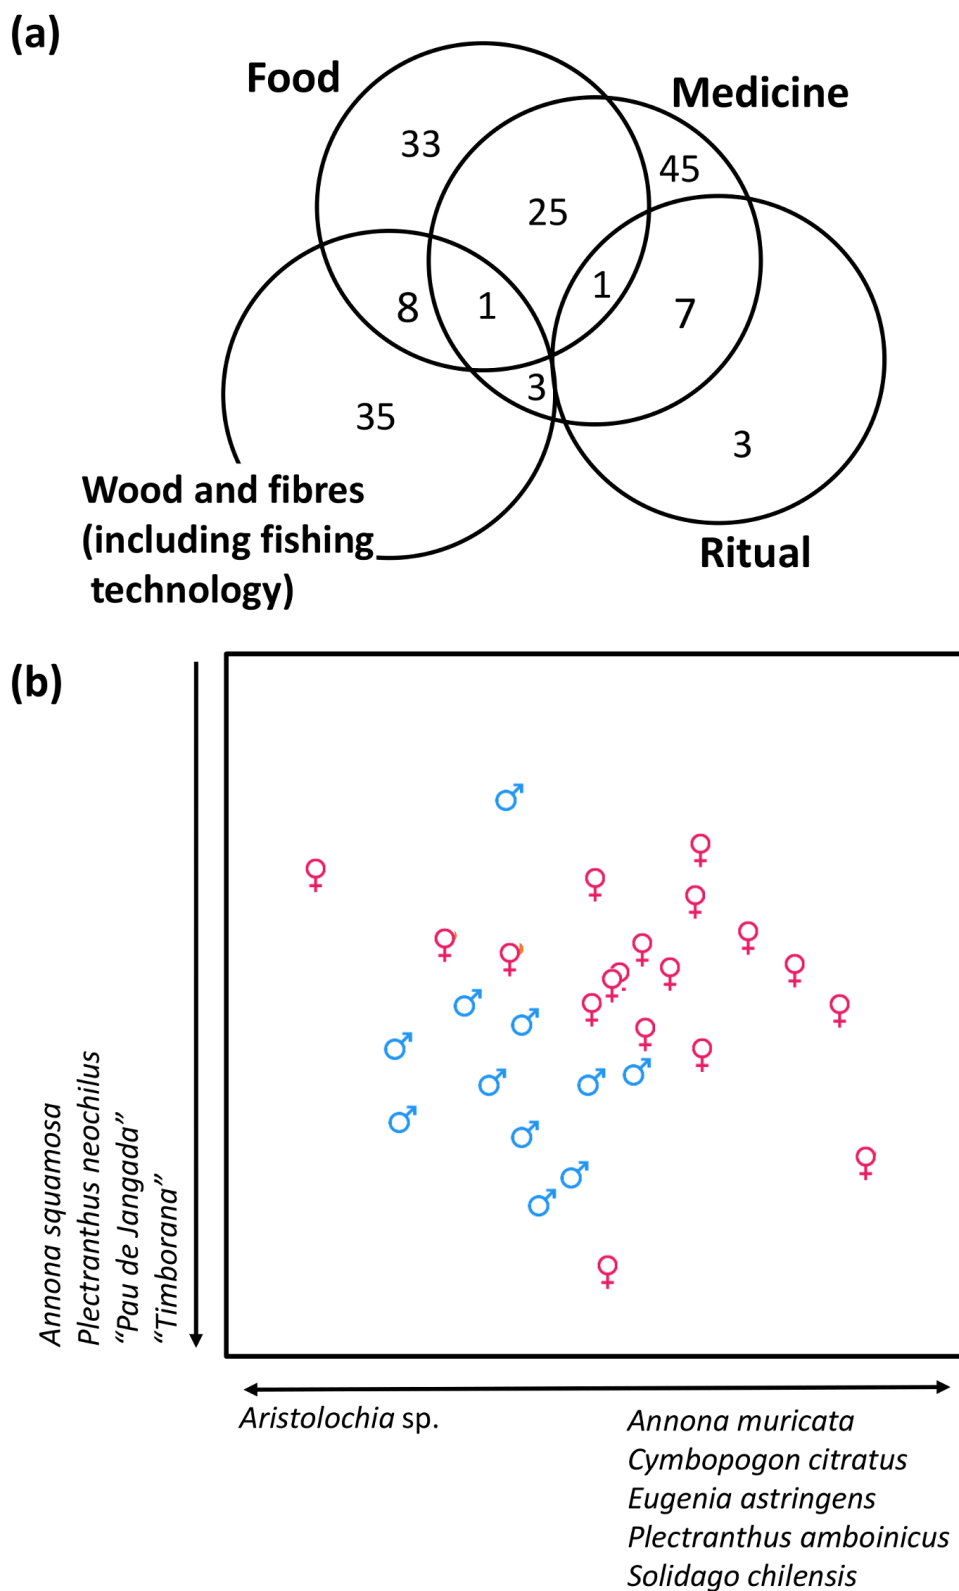 (a)
Food
Medicine
33
45
25
1
8
1
7
3
35
3
Wood and fibres
(including fishing
technology)
Ritual
(b)
Annona squamosa
Plectranthus neochilus
“Pau de Jangada”
“Timborana”
Aristolochia sp.
Annona muricata
Cymbopogon citratus
Eugenia astringens
Plectranthus amboinicus
Solidago chilensis